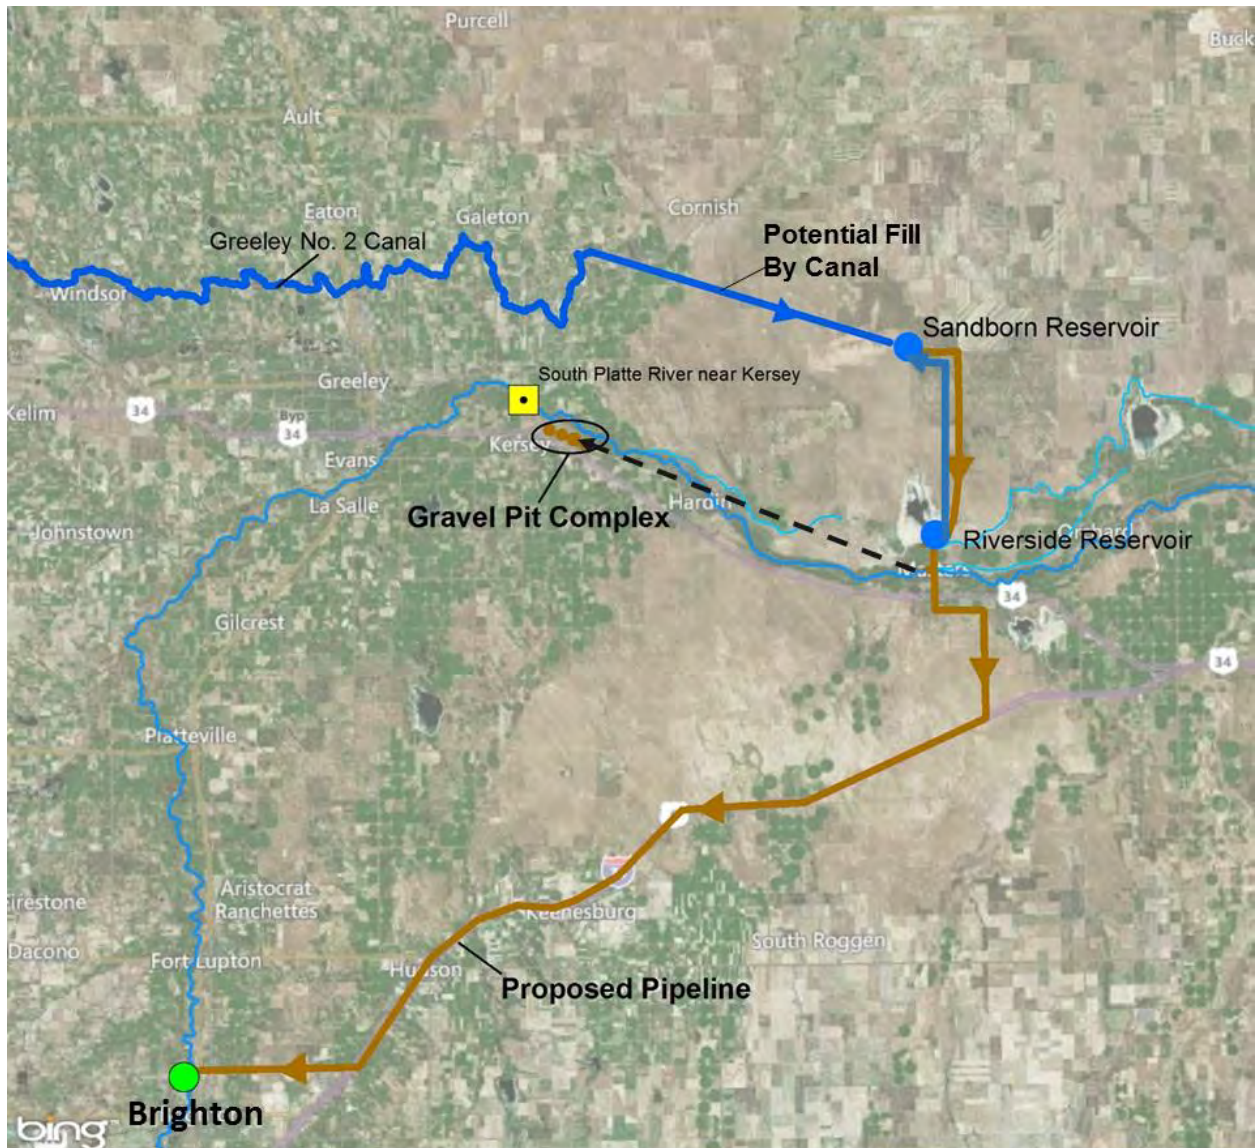 Purcell
Buck
Ault
Eaton
Galeton
Cornish
Greeley No. 2 Canal
Potential Fill
By Canal
Windsor
Sandborn Reservoir
Greeley
South Platte River near Kersey
Kelim
34
Byp
34
Kersey
Evans
La Salle
Hardin
Gravel Pit Complex
Johnstown
Orchard
Riverside Reservoir
34
Gilcrest
34
Platteville
Aristocrat
Ranchettes
Firestone
Keenesburg
Dacono
South Roggen
Fort Lupton
Hudson
Proposed Pipeline
Brighton
bing